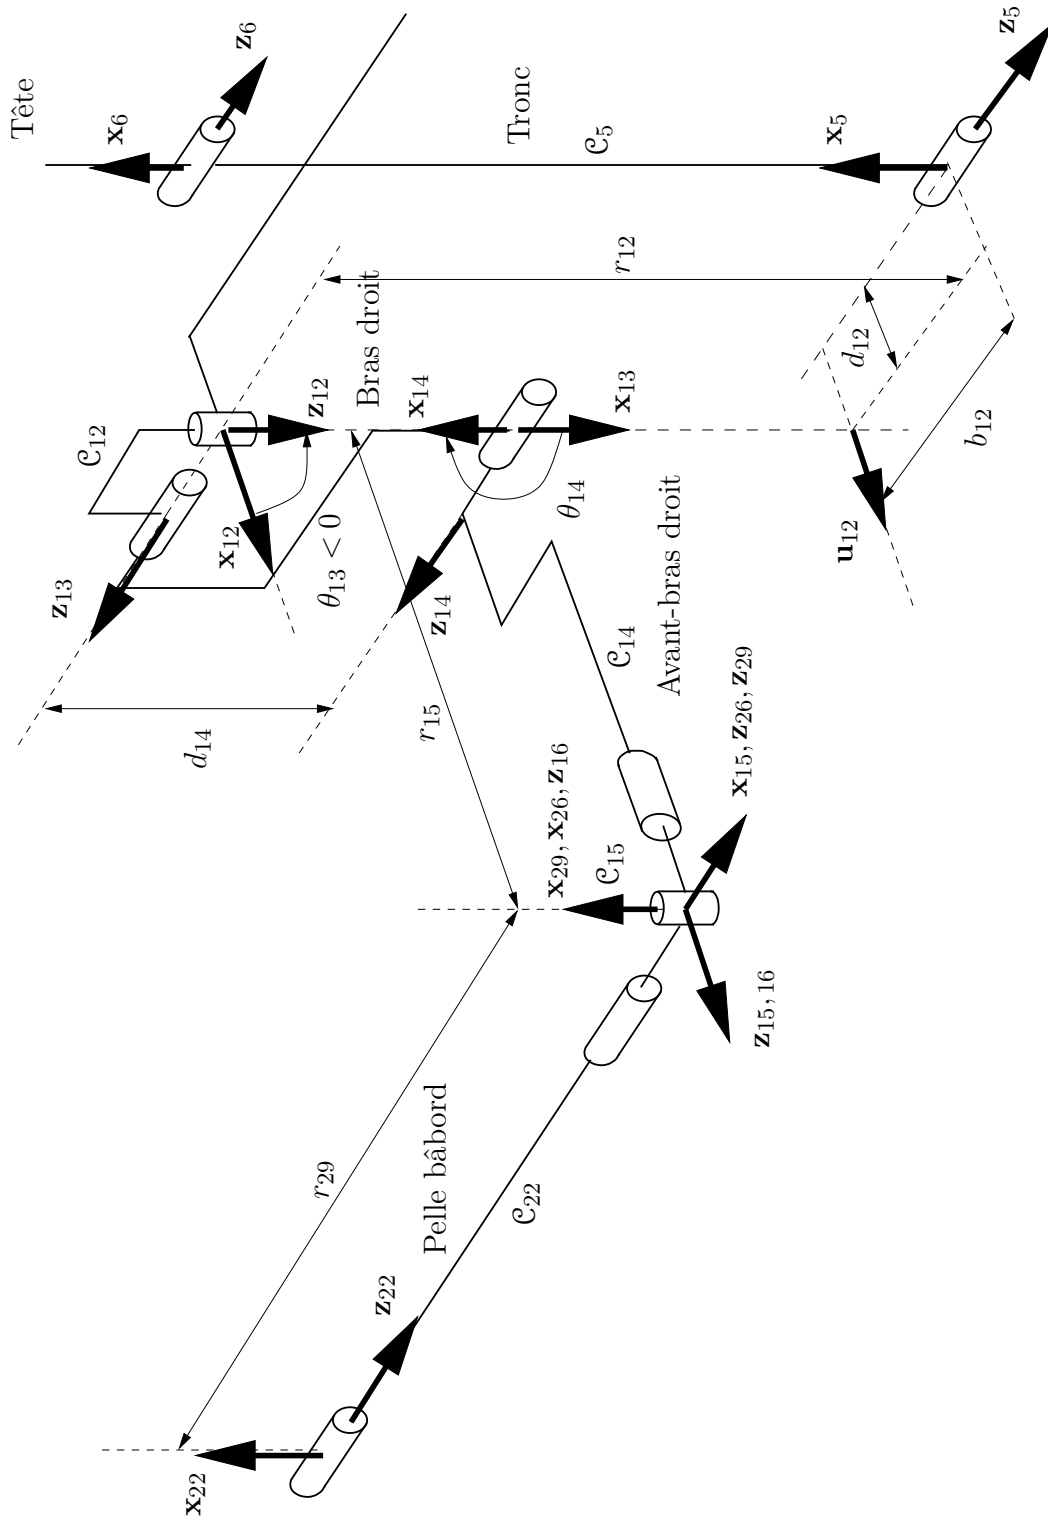 Tête
z6
x6
z5
Tronc
C5
x5
r12
Bras droit
C12
z12
x14
x13
d12
b12
x12
θ13 < 0
θ14
u12
z13
z14
Avant-bras droit
C14
d14
r15
x29, x26, z16
C15
x15, z26, z29
z15,16
Pelle bâbord
r29
C22
z22
x22